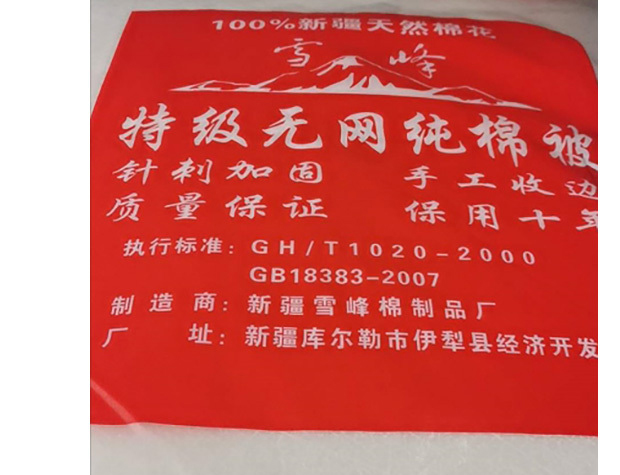 100%新疆天然棉花
雪峰
特级无网纯棉被
针刺加固 手工收边
质量保证 保用十年
执行标准：GH/T1020-2000
GB18383-2007
制造商：新疆雪峰棉制品厂
厂址：新疆库尔勒市伊犁县经济开发